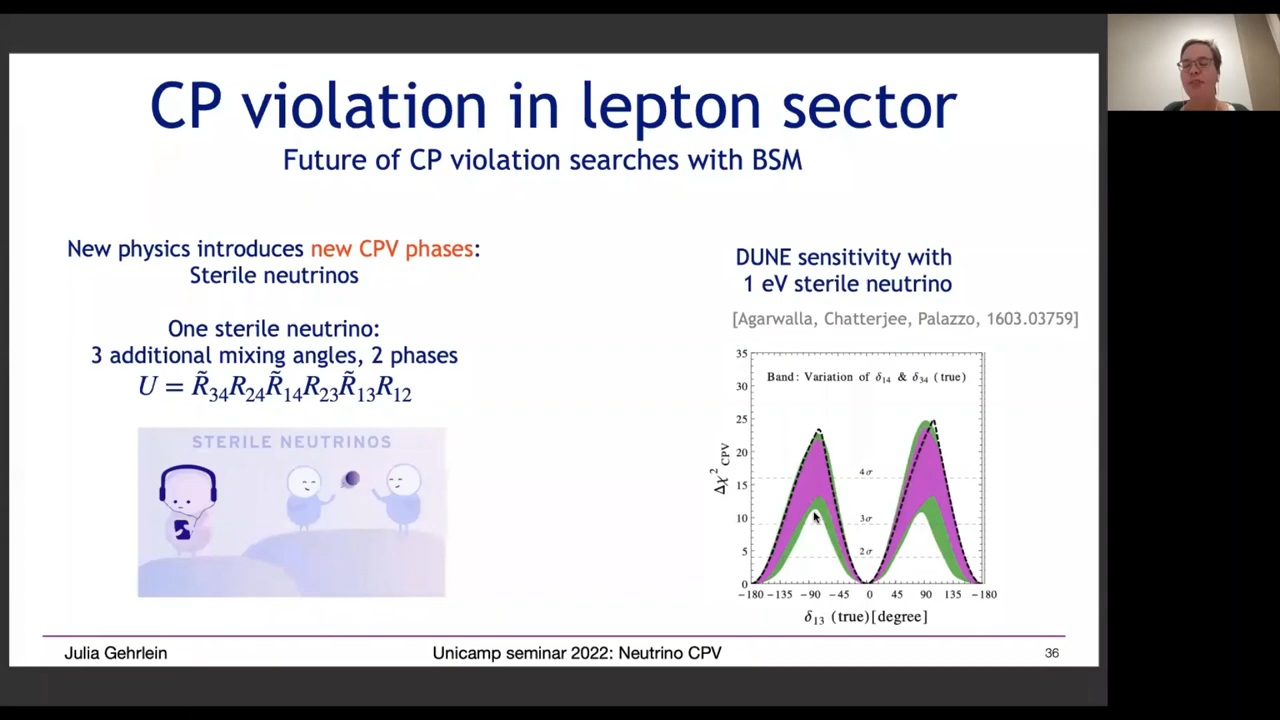 CP violation in lepton sector
Future of CP violation searches with BSM
New physics introduces new CPV phases:
Sterile neutrinos
One sterile neutrino:
3 additional mixing angles, 2 phases
U = R̃₃₄R₂₄R̃₁₄R₂₃R̃₁₃R₁₂
STERILE NEUTRINOS
DUNE sensitivity with
1 eV sterile neutrino
[Agarwalla, Chatterjee, Palazzo, 1603.03759]
Band: Variation of δ₁₄ & δ₃₄ (true)
Δχ²CPV
35
30
25
20
15
10
5
0
4σ
3σ
2σ
−180 −135 −90 −45 0 45 90 135 −180
δ₁₃ (true)[degree]
Julia Gehrlein
Unicamp seminar 2022: Neutrino CPV
36